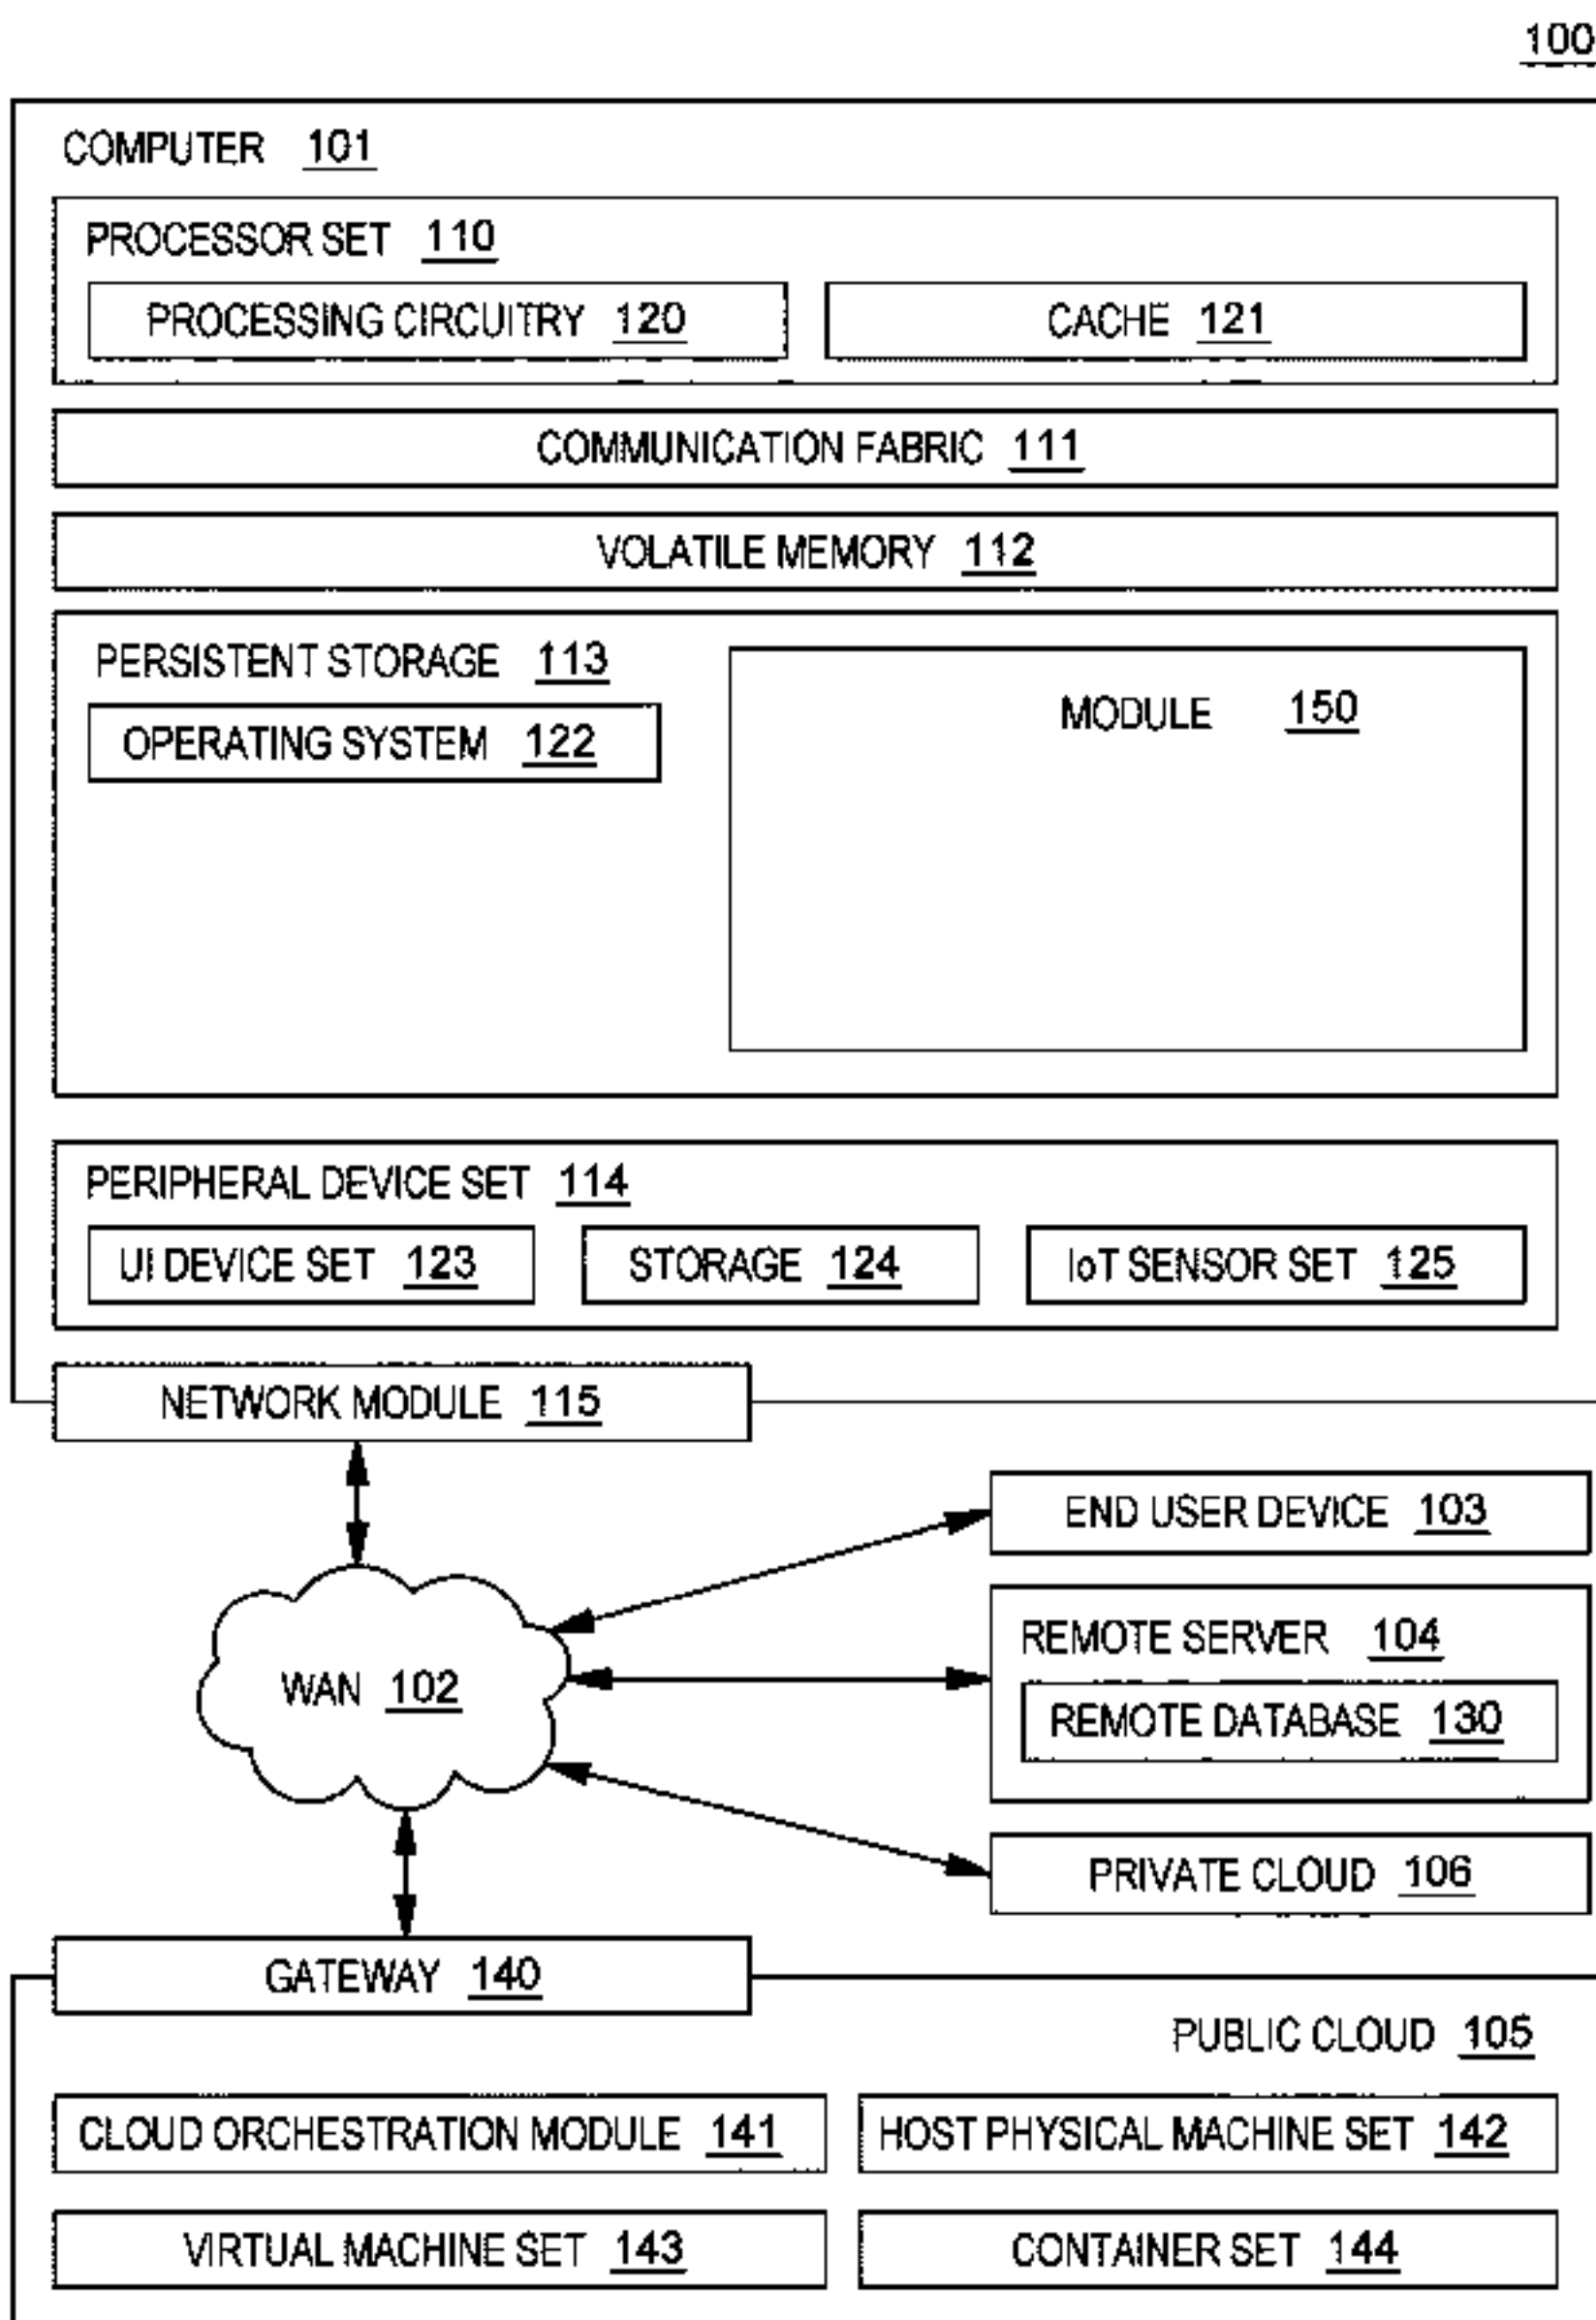 100
COMPUTER 101
PROCESSOR SET 110
PROCESSING CIRCUITRY 120
CACHE 121
COMMUNICATION FABRIC 111
VOLATILE MEMORY 112
PERSISTENT STORAGE 113
OPERATING SYSTEM 122
MODULE 150
PERIPHERAL DEVICE SET 114
UI DEVICE SET 123
STORAGE 124
IoT SENSOR SET 125
NETWORK MODULE 115
END USER DEVICE 103
REMOTE SERVER 104
WAN 102
REMOTE DATABASE 130
PRIVATE CLOUD 106
GATEWAY 140
PUBLIC CLOUD 105
CLOUD ORCHESTRATION MODULE 141
HOST PHYSICAL MACHINE SET 142
VIRTUAL MACHINE SET 143
CONTAINER SET 144